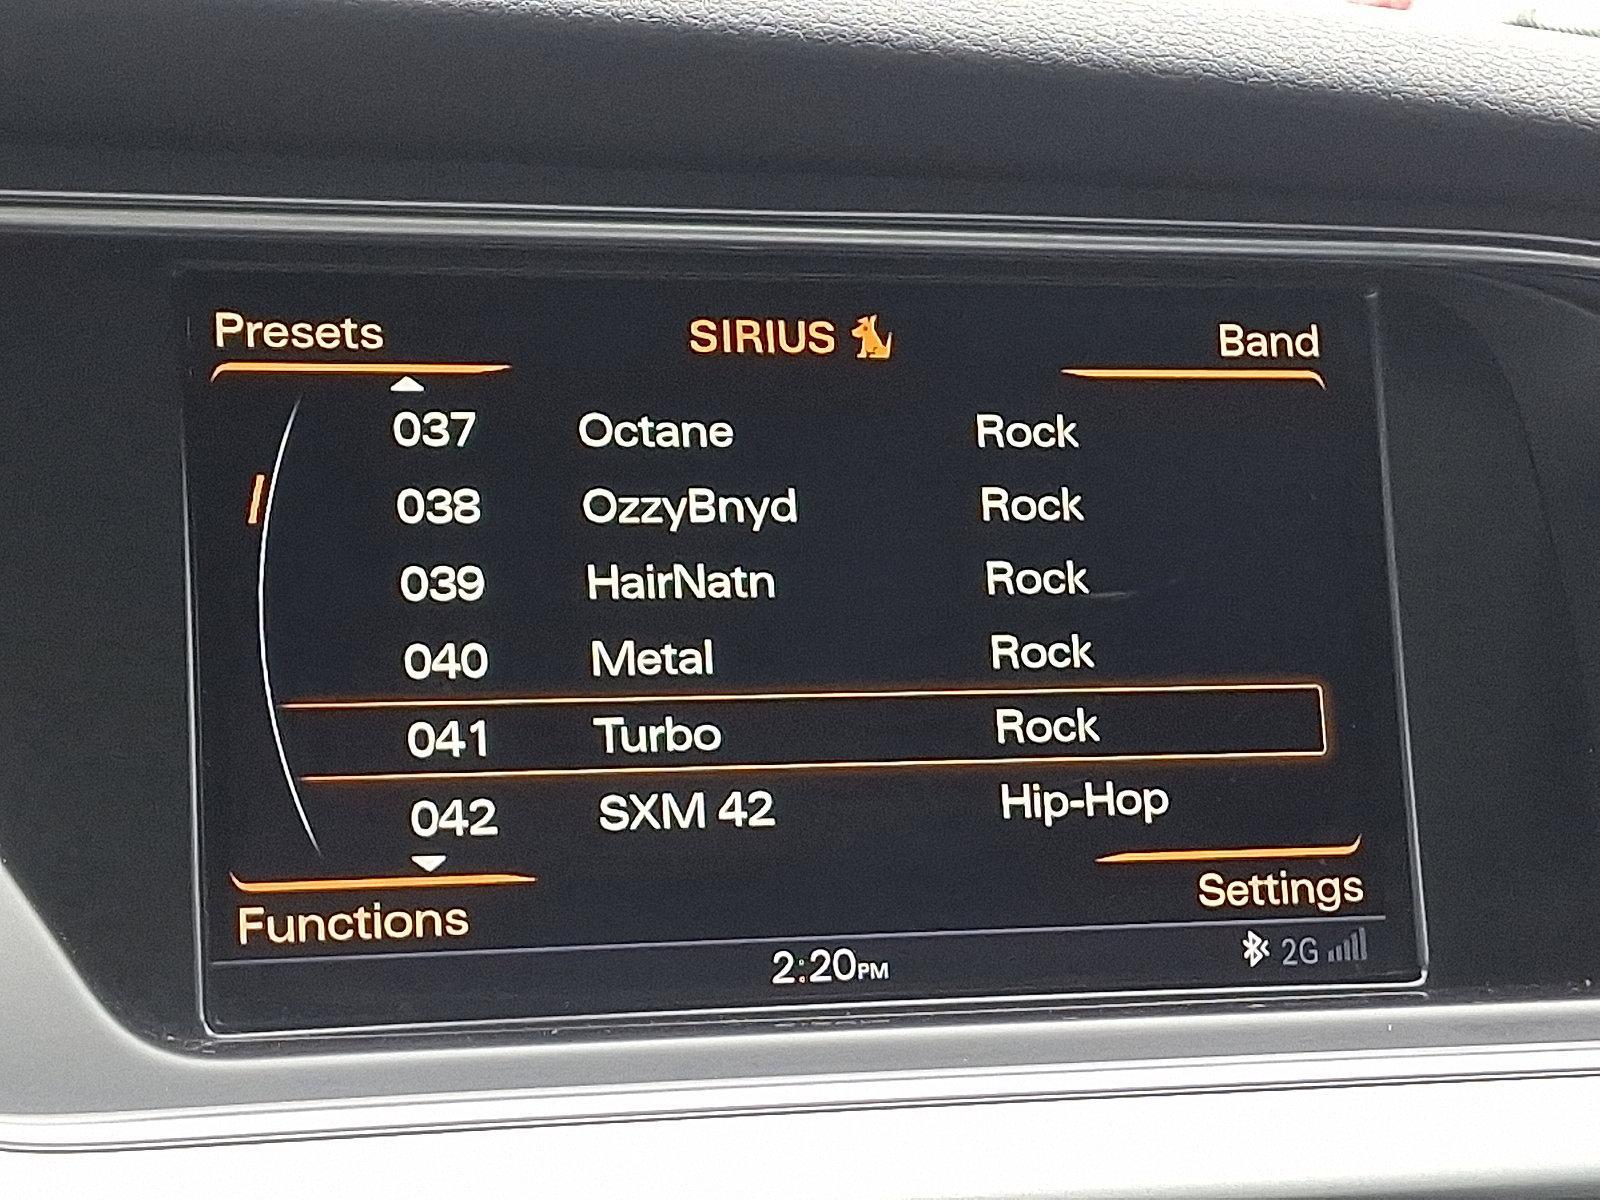 Presets SIRIUS Band
037 Octane Rock
038 OzzyBnyd Rock
039 HairNatn Rock
040 Metal Rock
041 Turbo Rock
042 SXM 42 Hip-Hop
Functions Settings
2:20PM 2G